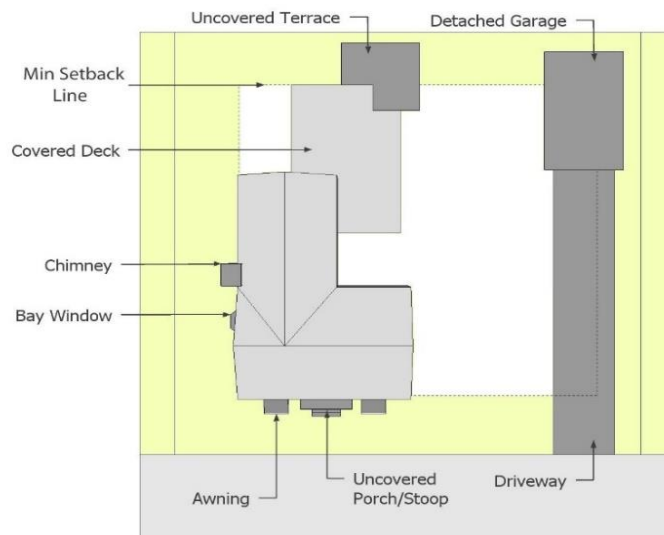 Uncovered Terrace
Detached Garage
Min Setback
Line
Covered Deck
Chimney
Bay Window
Awning
Uncovered
Porch/Stoop
Driveway